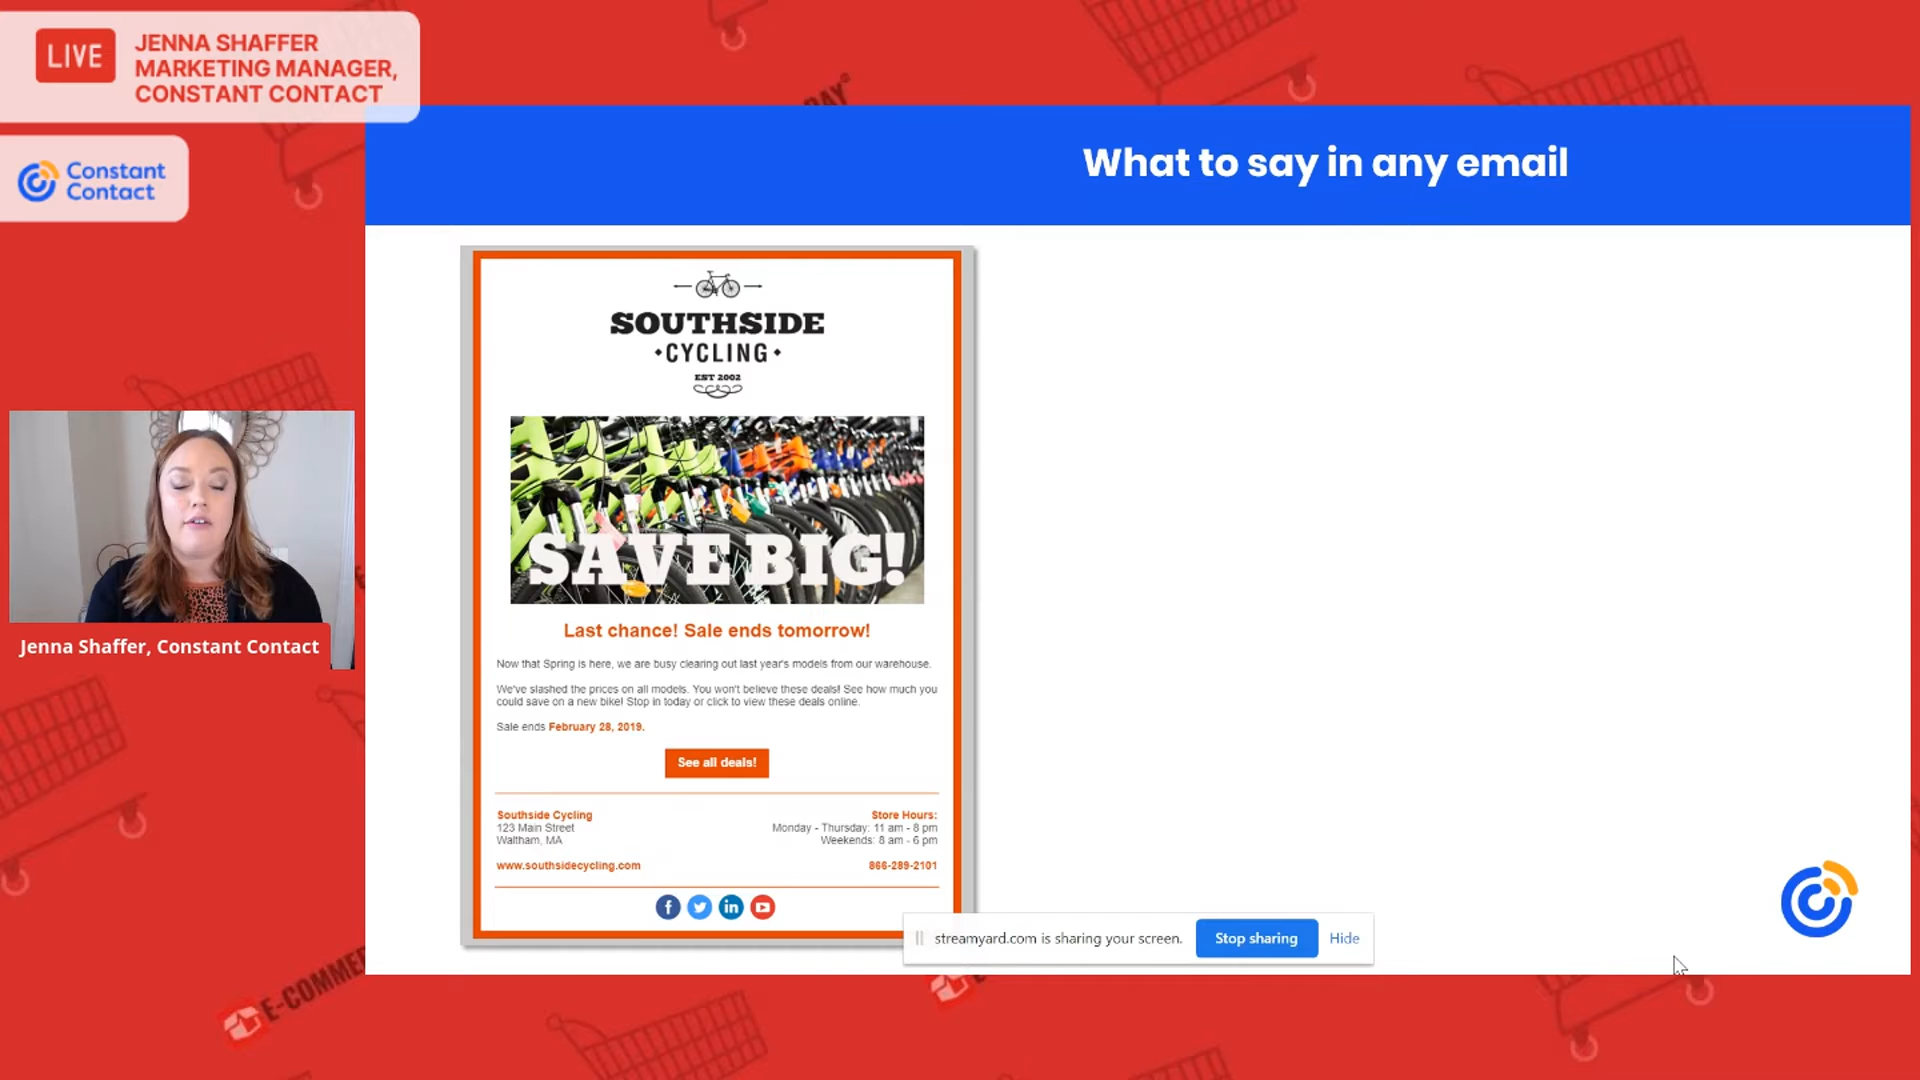 LIVE
JENNA SHAFFER
MARKETING MANAGER,
CONSTANT CONTACT
Constant
Contact
What to say in any email
SOUTHSIDE
CYCLING
EST 2002
SAVE BIG!
Last chance! Sale ends tomorrow!
Now that Spring is here, we are busy clearing out last year's models from our warehouse.
We've slashed the prices on all models. You won't believe these deals! See how much you
could save on a new bike! Stop in today or click to view these deals online.
Sale ends February 28, 2019.
See all deals!
Southside Cycling
123 Main Street
Waltham, MA
www.southsidecycling.com
Store Hours:
Monday - Thursday: 11 am - 8 pm
Weekends: 8 am - 6 pm
866-289-2101
Jenna Shaffer, Constant Contact
streamyard.com is sharing your screen.
Stop sharing
Hide